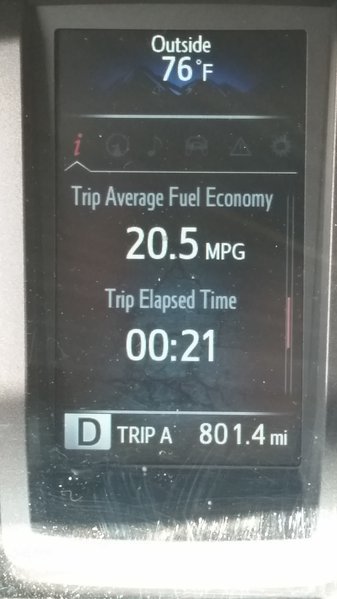 Outside
76°F
i
Trip Average Fuel Economy
20.5 MPG
Trip Elapsed Time
00:21
D TRIP A 801.4 mi